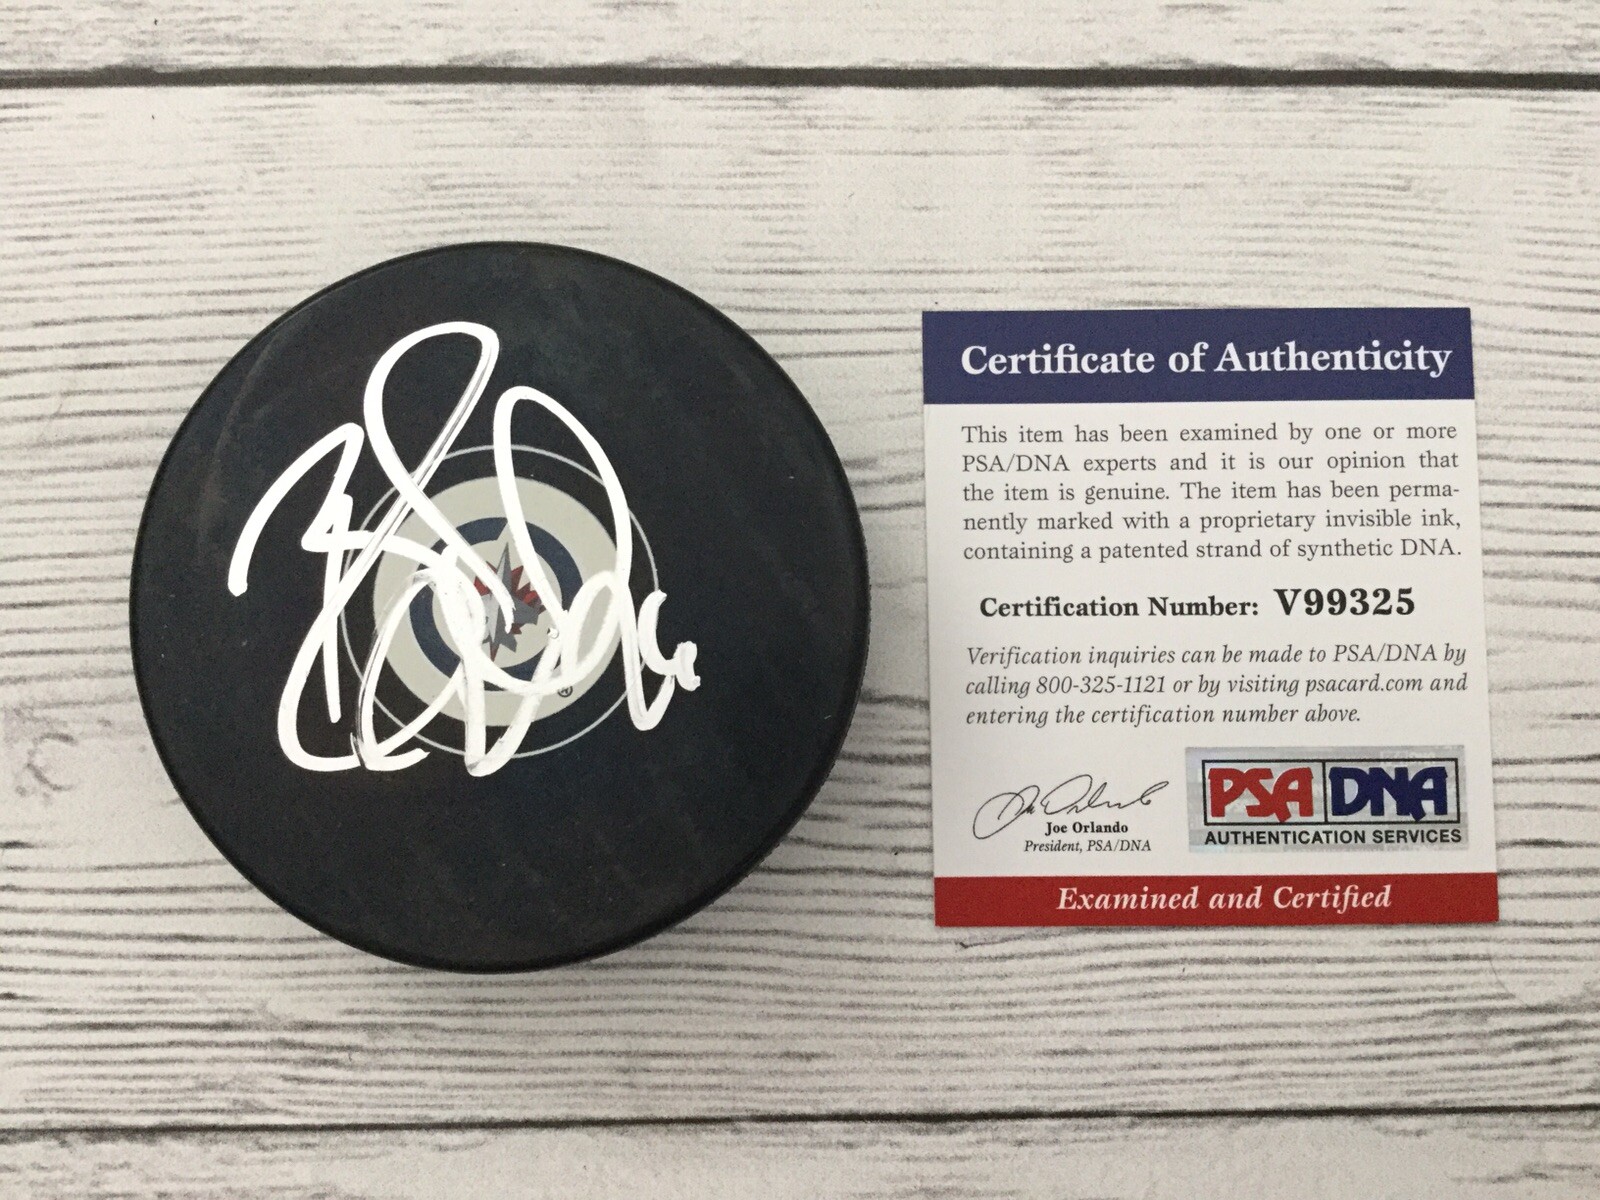 Certificate of Authenticity
This item has been examined by one or more
PSA/DNA experts and it is our opinion that
the item is genuine. The item has been perma-
nently marked with a proprietary invisible ink,
containing a patented strand of synthetic DNA.
Certification Number: V99325
Verification inquiries can be made to PSA/DNA by
calling 800-325-1121 or by visiting psacard.com and
entering the certification number above.
Joe Orlando
President, PSA/DNA
PSA DNA
AUTHENTICATION SERVICES
Examined and Certified
®